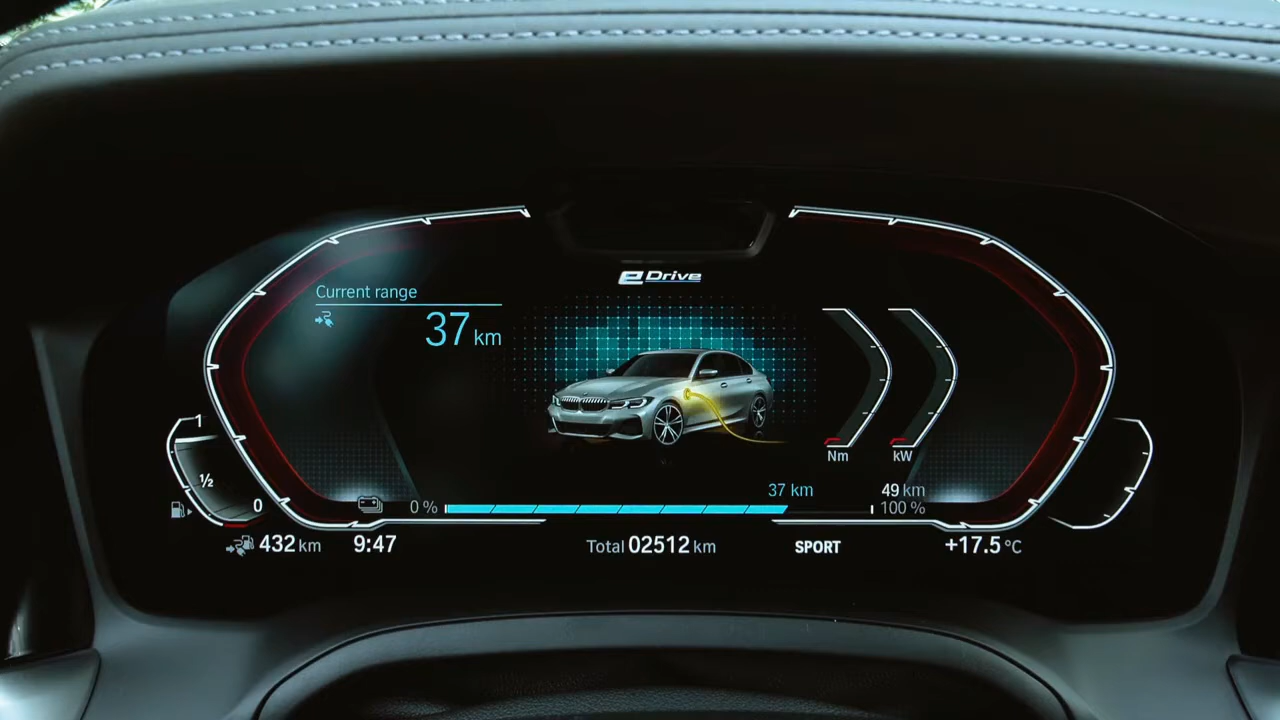 eDrive
Current range
37 km
Nm
kW
1
1/2
0
37 km
49 km
0 %
100 %
432 km
9:47
Total 02512 km
SPORT
+17.5 °C